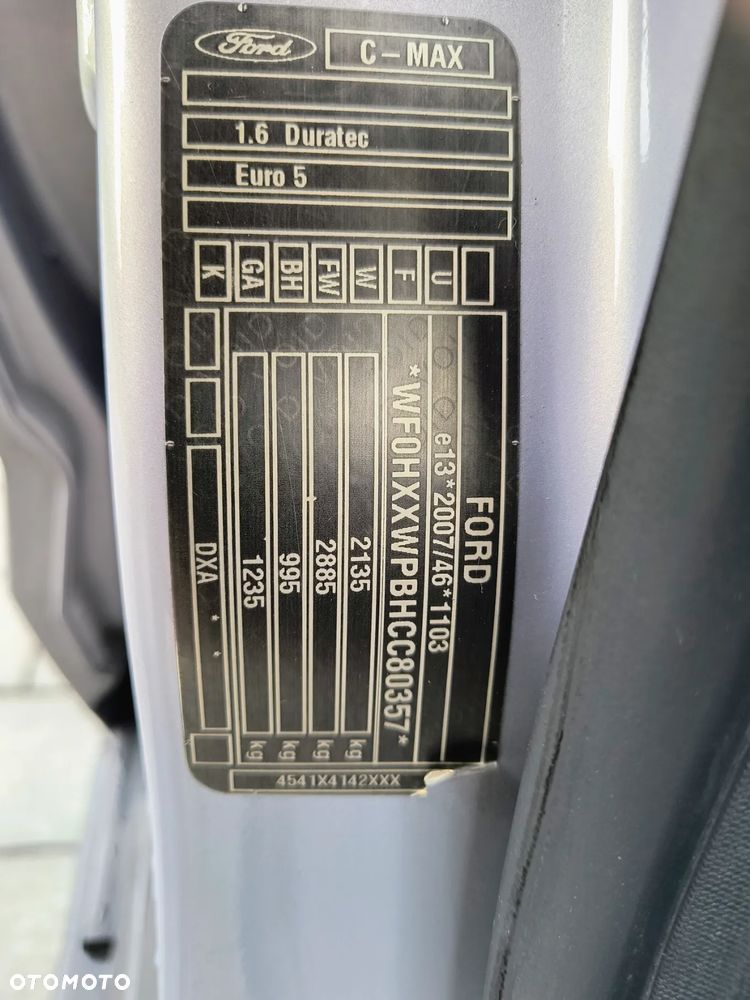 Ford
C-MAX
1.6 Duratec
Euro 5
K GA BH FW W F U
FORD
e13*2007/46*1103
*WF0HXXWPBHCC80357*
2135 kg
2885 kg
995 kg
1235 kg
DXA * *
4541X4142XXX
OTOMOTO